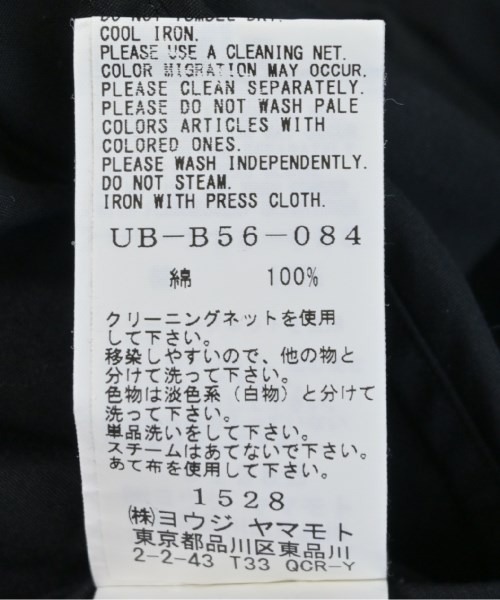 DO NOT TUMBLE DRY.
COOL IRON.
PLEASE USE A CLEANING NET.
COLOR MIGRATION MAY OCCUR.
PLEASE CLEAN SEPARATELY.
PLEASE DO NOT WASH PALE
COLORS ARTICLES WITH
COLORED ONES.
PLEASE WASH INDEPENDENTLY.
DO NOT STEAM.
IRON WITH PRESS CLOTH.
UB-B56-084
綿 100%
クリーニングネットを使用
して下さい。
移染しやすいので、他の物と
分けて洗って下さい。
色物は淡色系(白物)と分けて
洗って下さい。
単品洗いをして下さい。
スチームはあてないで下さい。
あて布を使用して下さい。
1528
㈱ヨウジ ヤマモト
東京都品川区東品川
2-2-43 T33 QCR-Y